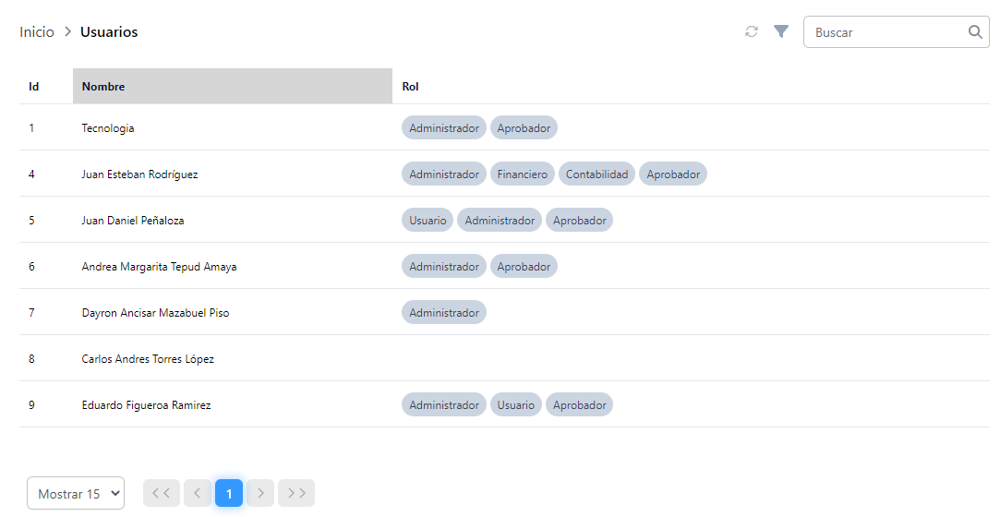 Inicio > Usuarios Buscar
Id Nombre Rol
1 Tecnologia Administrador Aprobador
4 Juan Esteban Rodríguez Administrador Financiero Contabilidad Aprobador
5 Juan Daniel Peñaloza Usuario Administrador Aprobador
6 Andrea Margarita Tepud Amaya Administrador Aprobador
7 Dayron Ancisar Mazabuel Piso Administrador
8 Carlos Andres Torres López
9 Eduardo Figueroa Ramirez Administrador Usuario Aprobador
Mostrar 15 << < 1 > >>